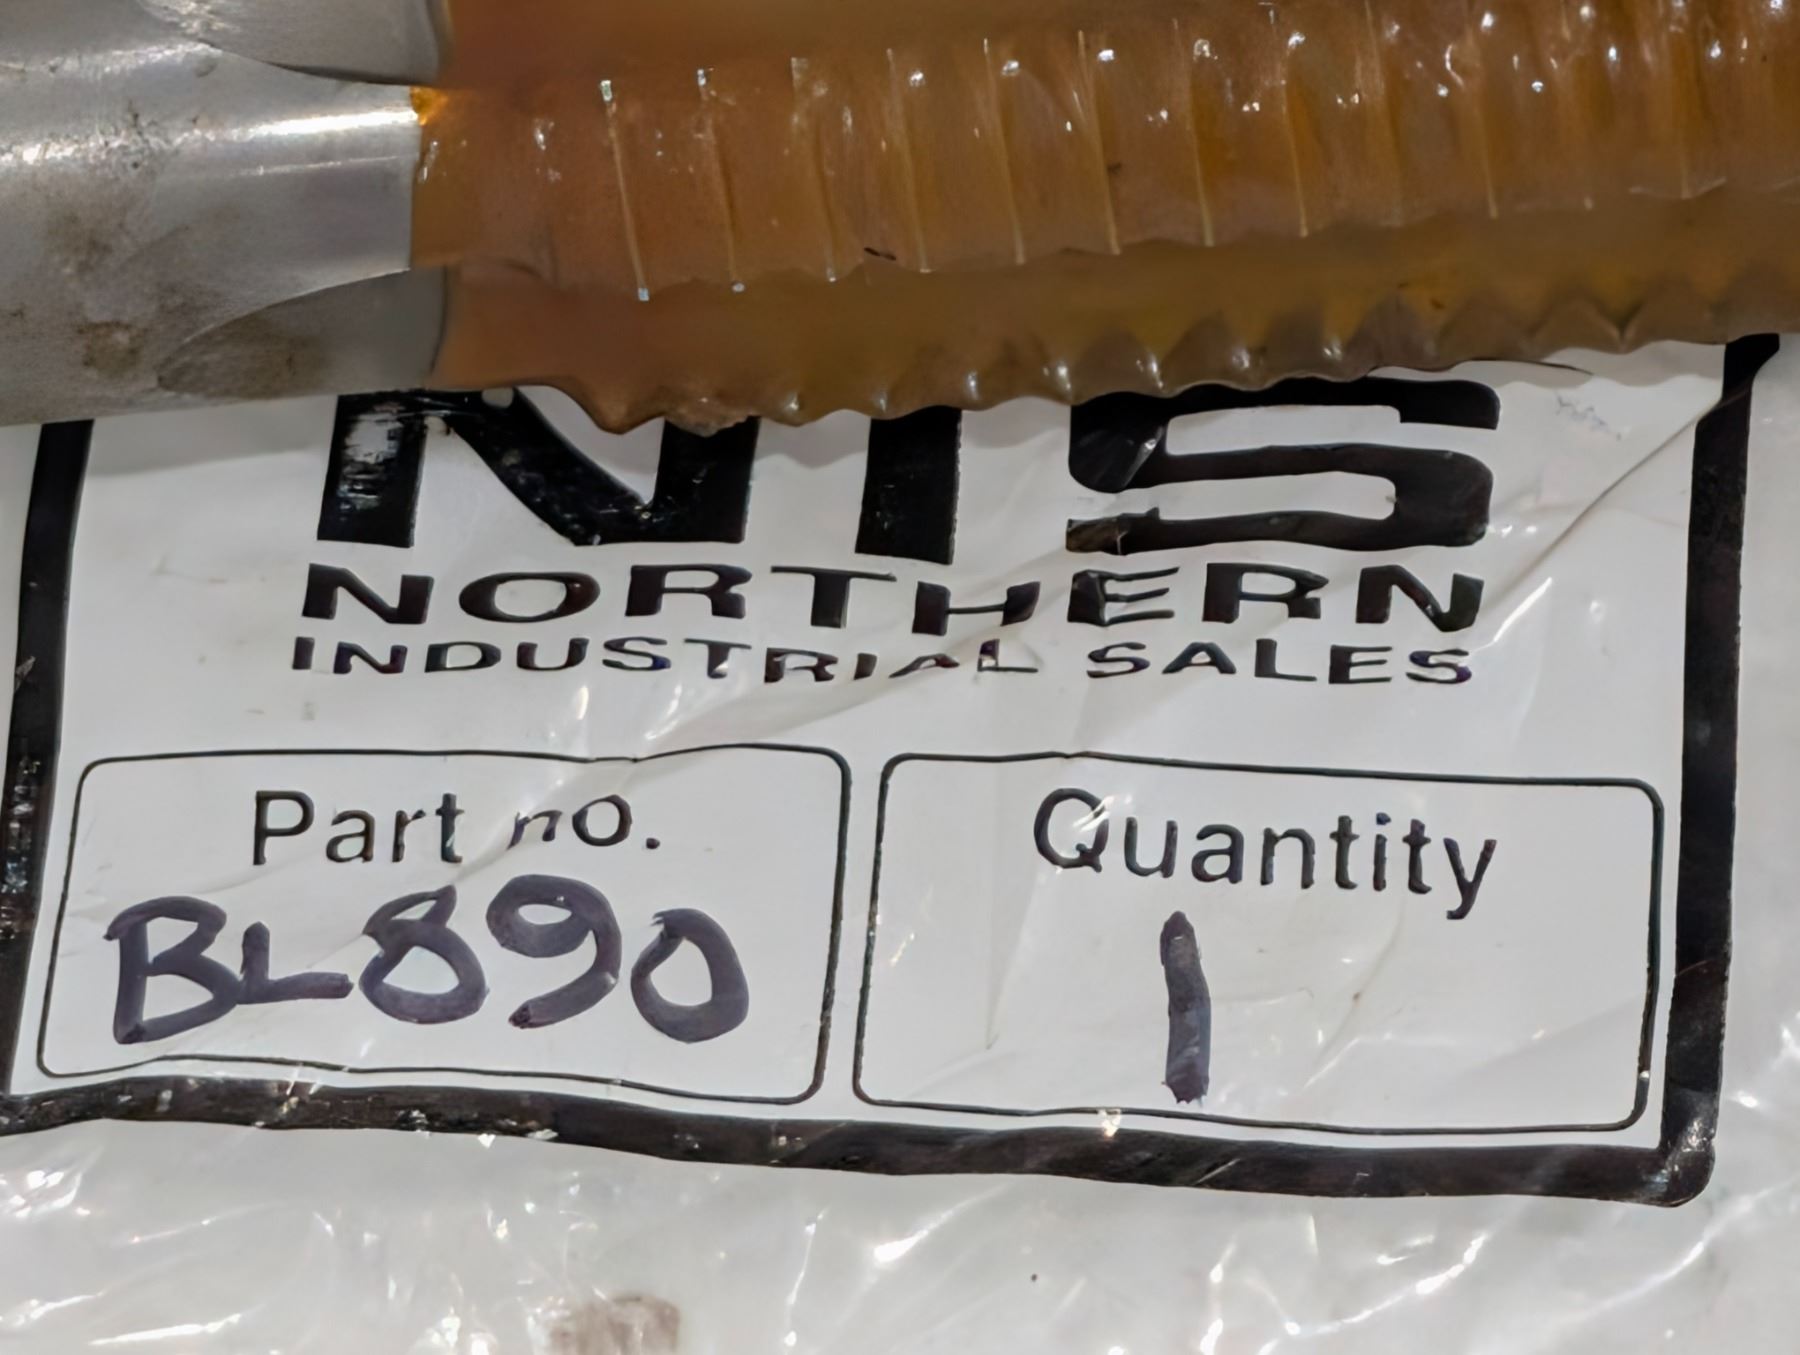 NIS
NORTHERN
INDUSTRIAL SALES
Part no.
BL890
Quantity
1